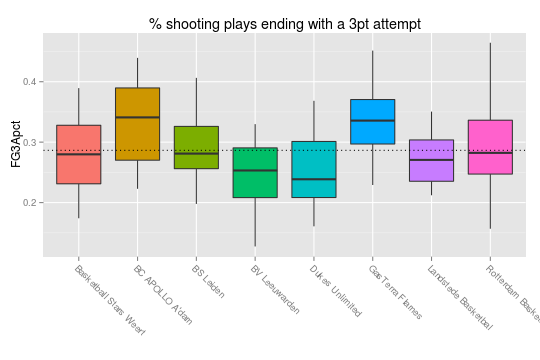 % shooting plays ending with a 3pt attempt
FG3Apct
0.4
0.3
0.2
Basketball Stars Weert
BC APOLLO A'dam
BS Leiden
BV Leeuwarden
Dukes Unlimited
GasTerra Flames
Landstede Basketbal
Rotterdam Baske